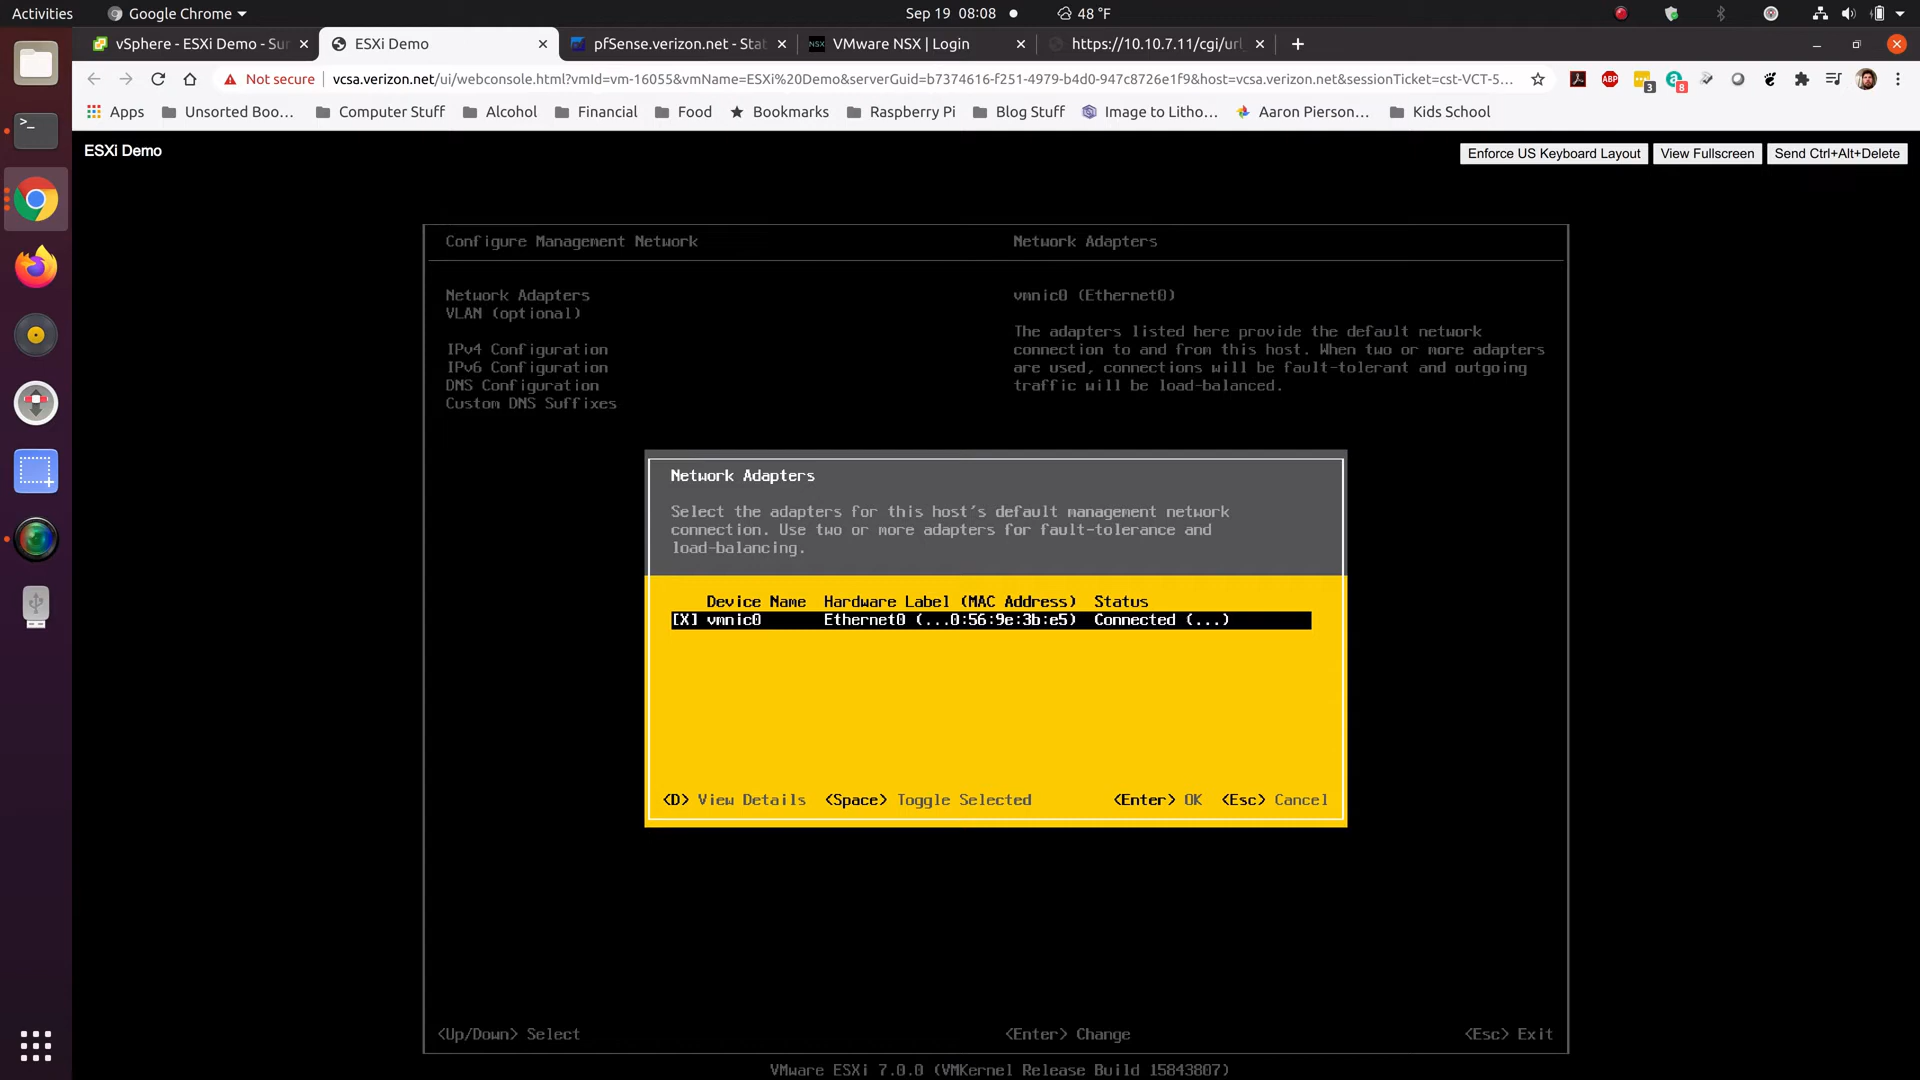 Activities
Google Chrome
Sep 19 08:08
48 °F
vSphere - ESXi Demo - Su
ESXi Demo
pfSense.verizon.net - Sta
VMware NSX | Login
https://10.10.7.11/cgi/url
Not secure
vcsa.verizon.net/ui/webconsole.html?vmId=vm-16055&vmName=ESXi%20Demo&serverGuid=b7374616-f251-4979-b4d0-947c8726e1f9&host=vcsa.verizon.net&sessionTicket=cst-VCT-5...
ABP
3
8
Apps
Unsorted Boo...
Computer Stuff
Alcohol
Financial
Food
Bookmarks
Raspberry Pi
Blog Stuff
Image to Litho...
Aaron Pierson...
Kids School
ESXi Demo
Enforce US Keyboard Layout
View Fullscreen
Send Ctrl+Alt+Delete
Configure Management Network
Network Adapters
Network Adapters
VLAN (optional)
IPv4 Configuration
IPv6 Configuration
DNS Configuration
Custom DNS Suffixes
vmnic0 (Ethernet0)
The adapters listed here provide the default network
connection to and from this host. When two or more adapters
are used, connections will be fault-tolerant and outgoing
traffic will be load-balanced.
Network Adapters
Select the adapters for this host's default management network
connection. Use two or more adapters for fault-tolerance and
load-balancing.
Device Name Hardware Label (MAC Address) Status
[X] vmnic0 Ethernet0 (...0:56:9e:3b:e5) Connected (...)
<D> View Details <Space> Toggle Selected <Enter> OK <Esc> Cancel
<Up/Down> Select <Enter> Change <Esc> Exit
VMware ESXi 7.0.0 (VMKernel Release Build 15843807)